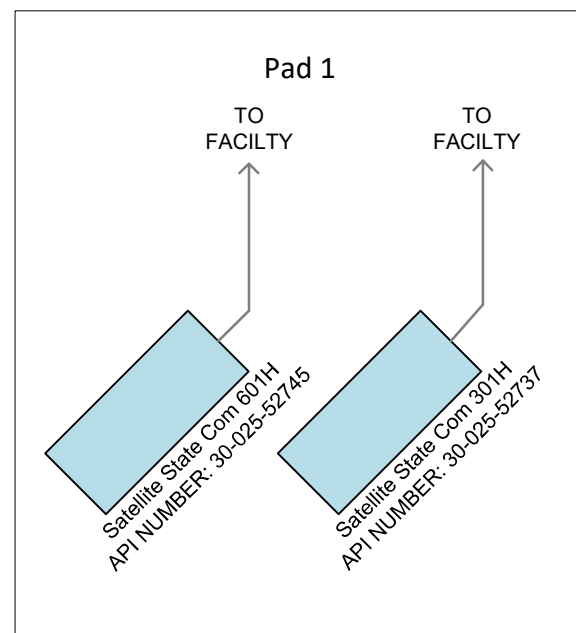 Pad 1
TO
FACILTY
TO
FACILTY
Satellite State Com 601H
API NUMBER: 30-025-52745
Satellite State Com 301H
API NUMBER: 30-025-52737